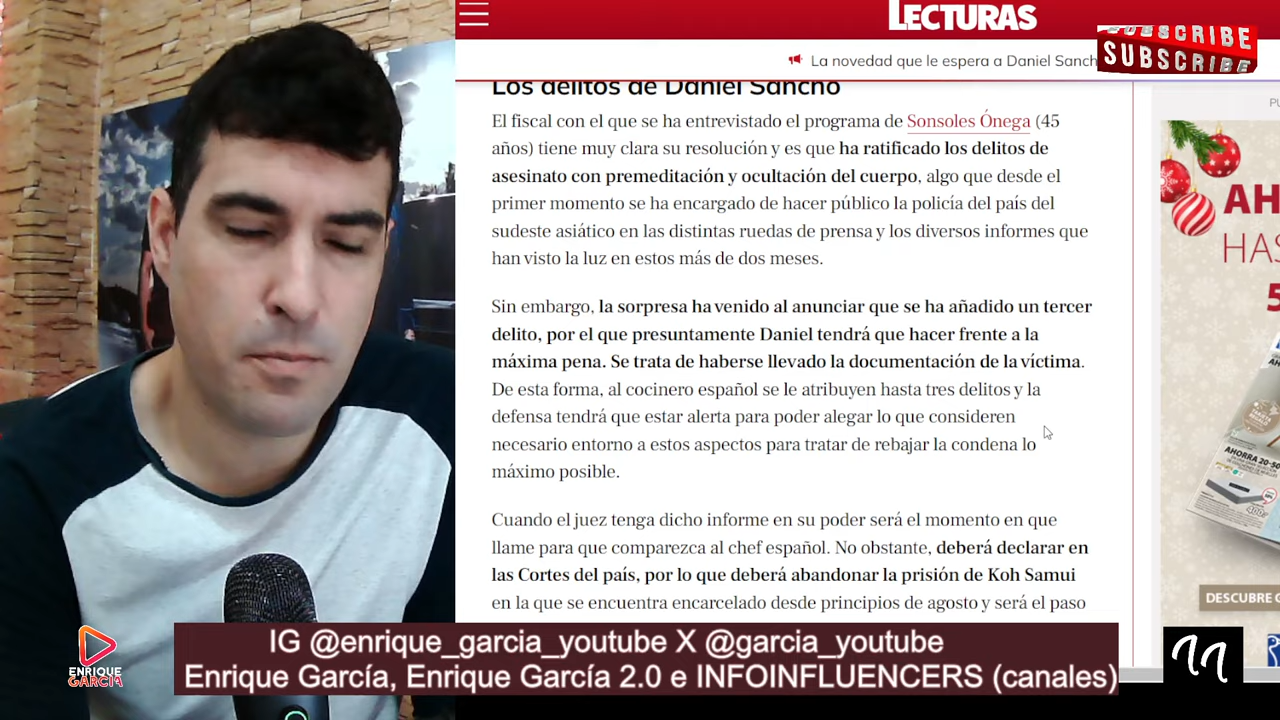 LECTURAS
SUBSCRIBE
SUBSCRIBE
La novedad que le espera a Daniel Sanch
Los delitos de Daniel Sancho
El fiscal con el que se ha entrevistado el programa de Sonsoles Ónega (45
años) tiene muy clara su resolución y es que ha ratificado los delitos de
asesinato con premeditación y ocultación del cuerpo, algo que desde el
primer momento se ha encargado de hacer público la policía del país del
sudeste asiático en las distintas ruedas de prensa y los diversos informes que
han visto la luz en estos más de dos meses.
Sin embargo, la sorpresa ha venido al anunciar que se ha añadido un tercer
delito, por el que presuntamente Daniel tendrá que hacer frente a la
máxima pena. Se trata de haberse llevado la documentación de la víctima.
De esta forma, al cocinero español se le atribuyen hasta tres delitos y la
defensa tendrá que estar alerta para poder alegar lo que consideren
necesario entorno a estos aspectos para tratar de rebajar la condena lo
máximo posible.
Cuando el juez tenga dicho informe en su poder será el momento en que
llame para que comparezca al chef español. No obstante, deberá declarar en
las Cortes del país, por lo que deberá abandonar la prisión de Koh Samui
en la que se encuentra encarcelado desde principios de agosto y será el paso
PU
AH
HAS
5
AHORRA 20-50
DESCUBRE
ENRIQUE
GARCÍA
IG @enrique_garcia_youtube X @garcia_youtube
Enrique García, Enrique García 2.0 e INFOINFLUENCERS (canales)